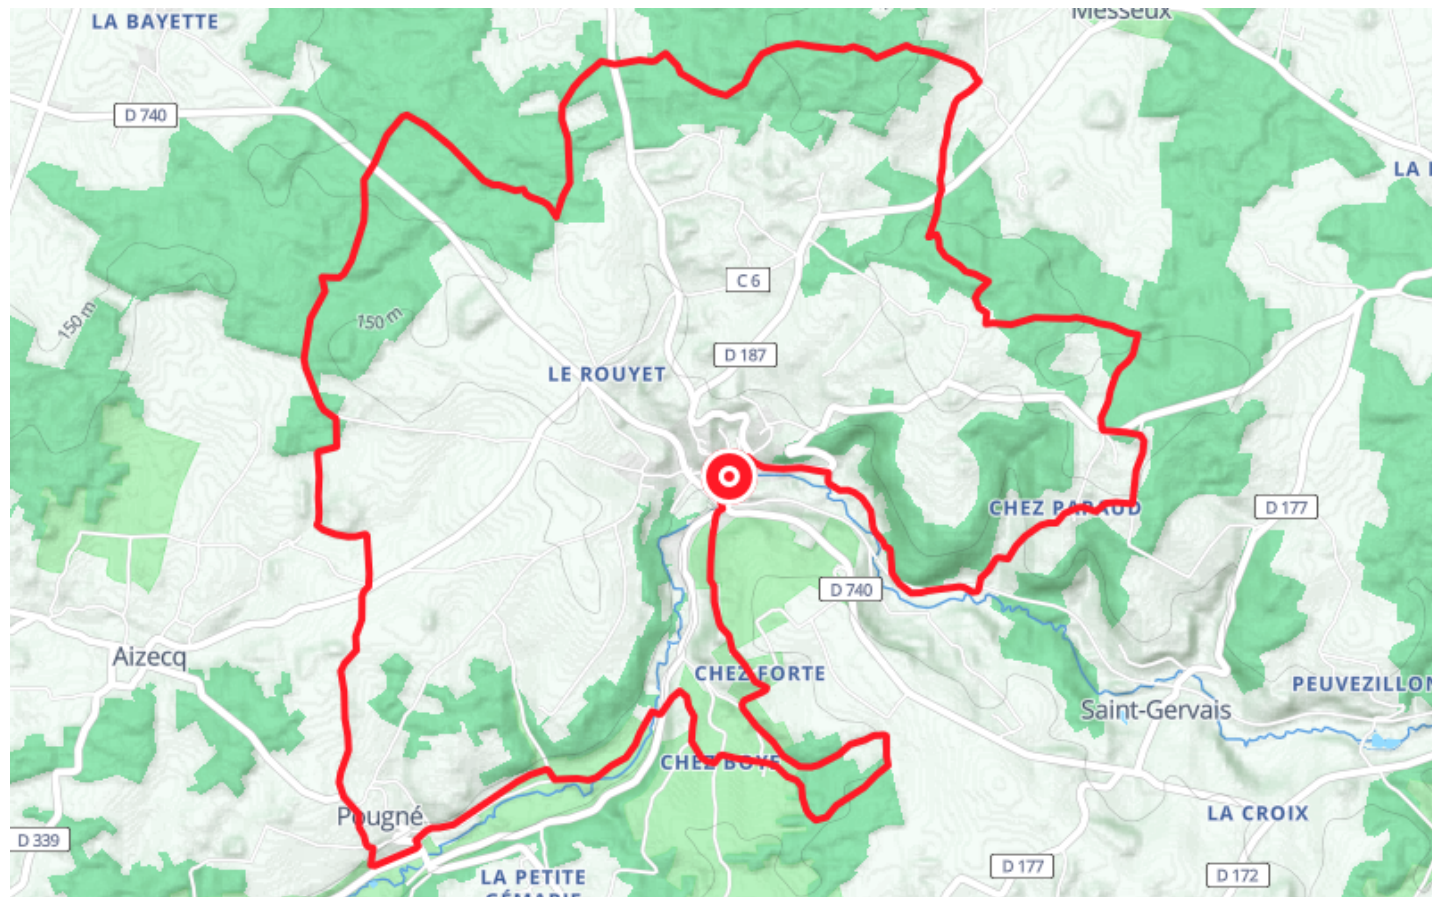 Messeux
LA BAYETTE
D 740
LA
150 m
150 m
C 6
D 187
LE ROUYET
CHEZ PARAUD
D 177
D 740
Aizecq
CHEZ FORTE
PEUVEZILLON
Saint-Gervais
CHEZ BOYE
Pougné
LA CROIX
D 339
D 177
D 172
LA PETITE
GÉMARIE